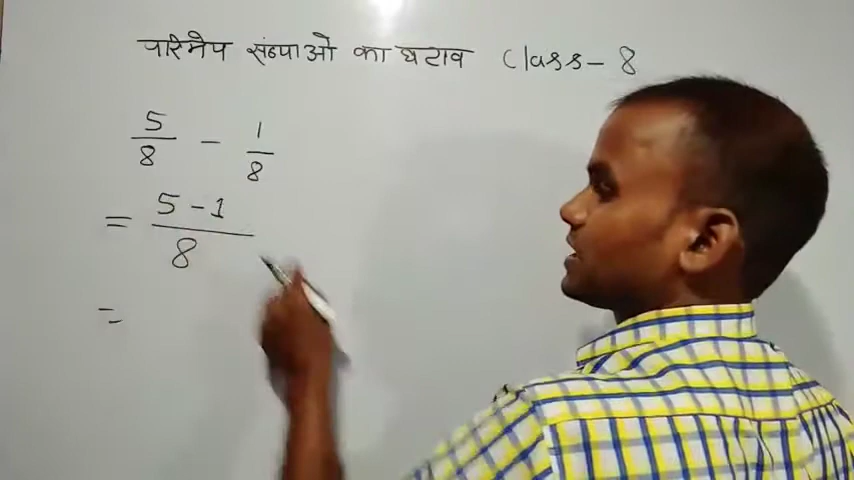 परिमेय संख्याओ का घटाव Class-8
5/8 - 1/8
= 5-1/8
=